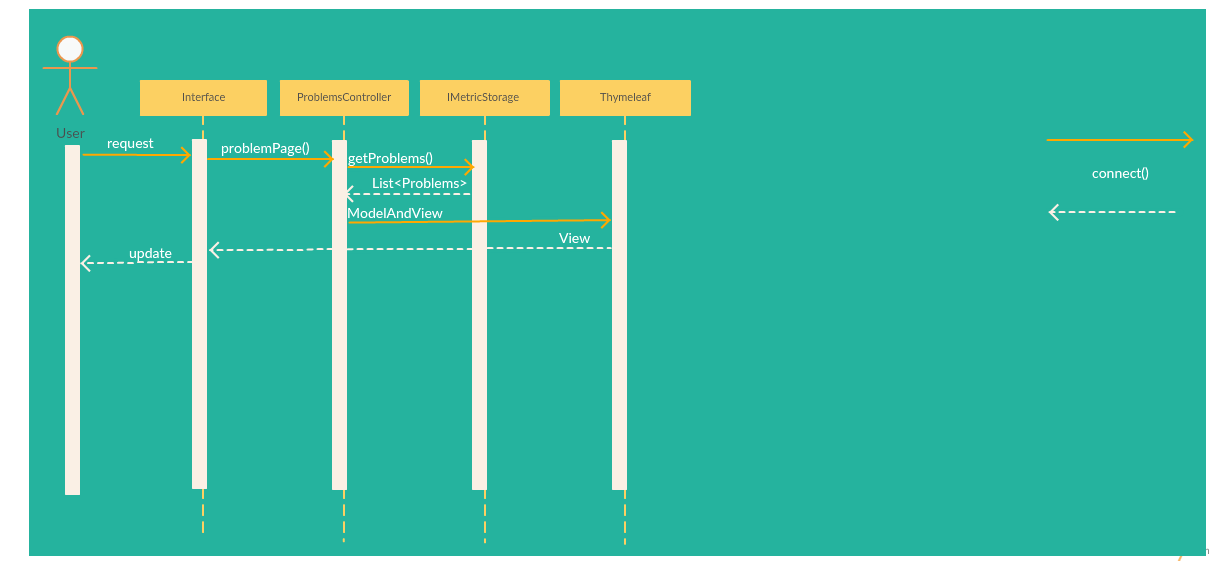 Interface
ProblemsController
IMetricStorage
Thymeleaf
User
request
problemPage()
getProblems()
connect()
List<Problems>
ModelAndView
View
update